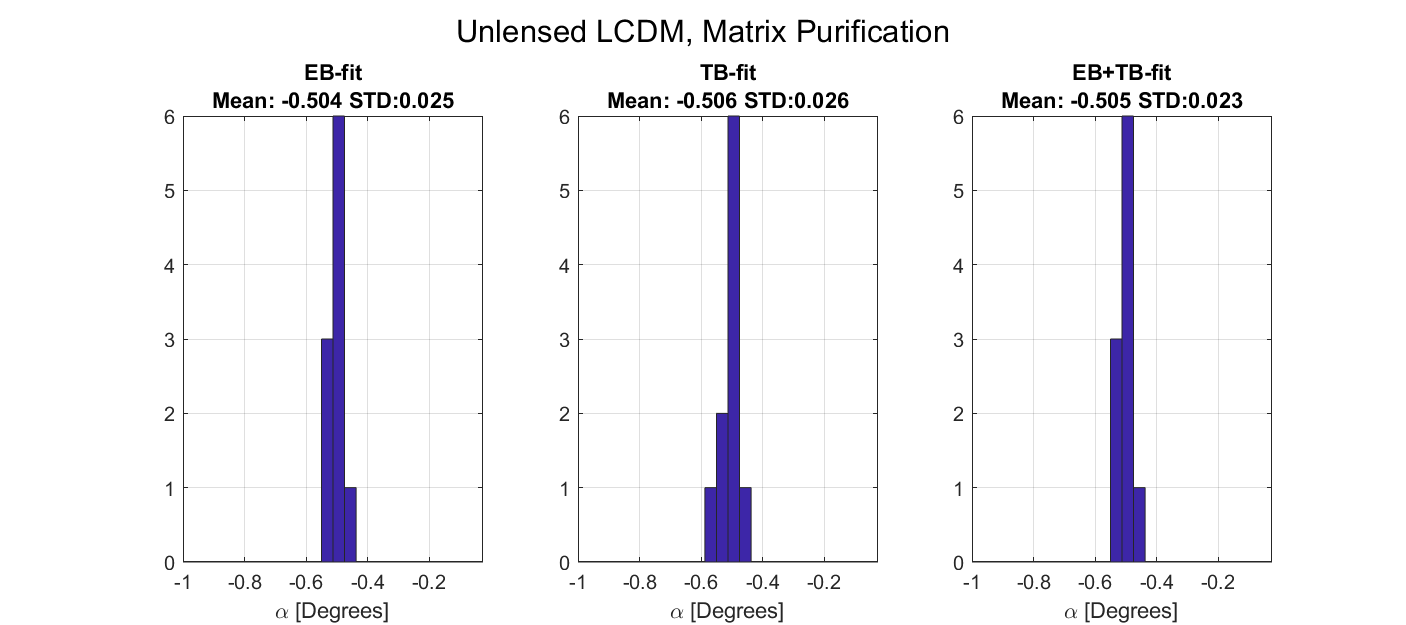 Unlensed LCDM, Matrix Purification
EB-fit
Mean: -0.504 STD:0.025
6
5
4
3
2
1
0
-1 -0.8 -0.6 -0.4 -0.2
α [Degrees]
TB-fit
Mean: -0.506 STD:0.026
6
5
4
3
2
1
0
-1 -0.8 -0.6 -0.4 -0.2
α [Degrees]
EB+TB-fit
Mean: -0.505 STD:0.023
6
5
4
3
2
1
0
-1 -0.8 -0.6 -0.4 -0.2
α [Degrees]